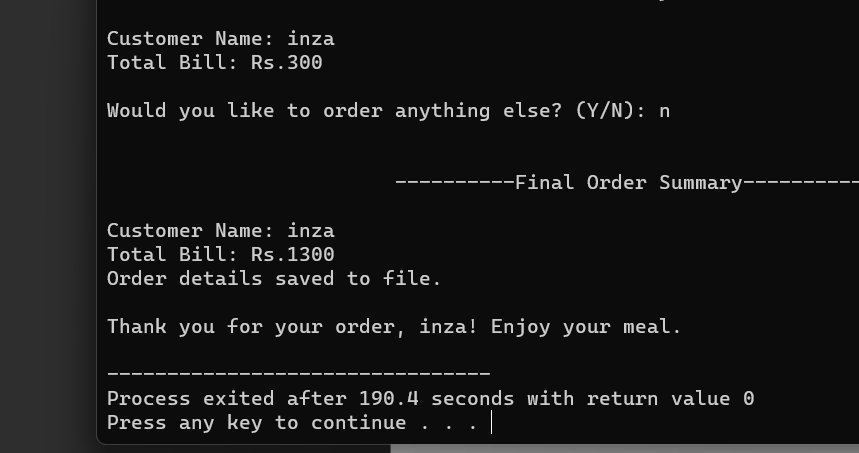 Customer Name: inza
Total Bill: Rs.300
Would you like to order anything else? (Y/N): n
----------Final Order Summary----------
Customer Name: inza
Total Bill: Rs.1300
Order details saved to file.
Thank you for your order, inza! Enjoy your meal.
--------------------------------
Process exited after 190.4 seconds with return value 0
Press any key to continue . . .